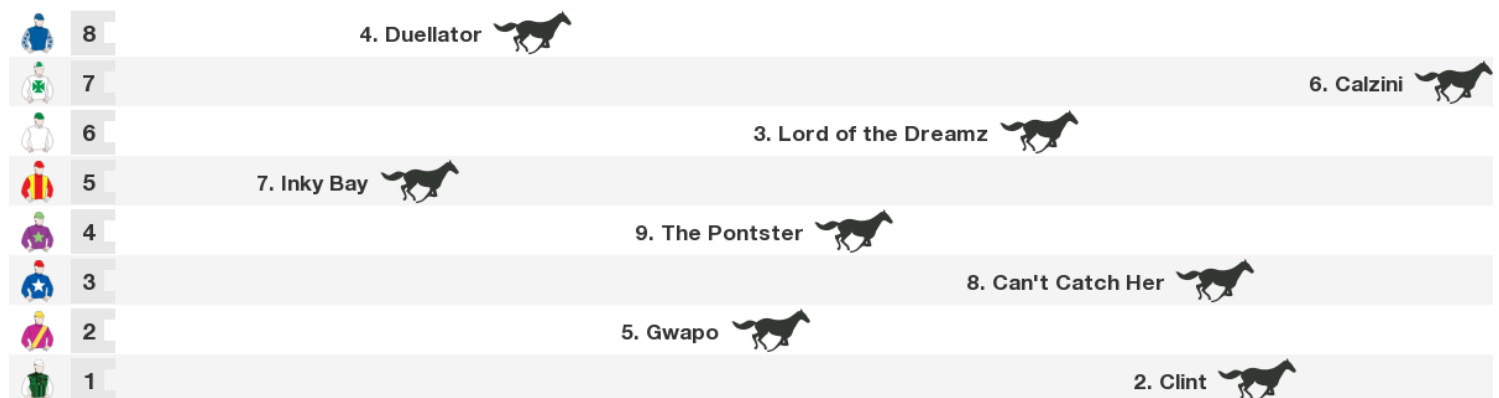 8 4. Duellator
7 6. Calzini
6 3. Lord of the Dreamz
5 7. Inky Bay
4 9. The Pontster
3 8. Can't Catch Her
2 5. Gwapo
1 2. Clint